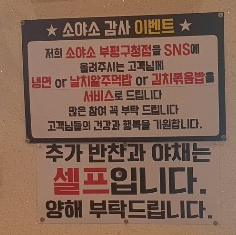 ★ 소야소 감사 이벤트 ★
저희 소야소 부평구청점을 SNS에
올려주시는 고객님께
냉면 or 날치알주먹밥 or 김치볶음밥을
서비스로 드립니다
많은 참여 꼭 부탁 드립니다
고객님들의 건강과 행복을 기원합니다.
추가 반찬과 야채는
셀프입니다.
양해 부탁드립니다.